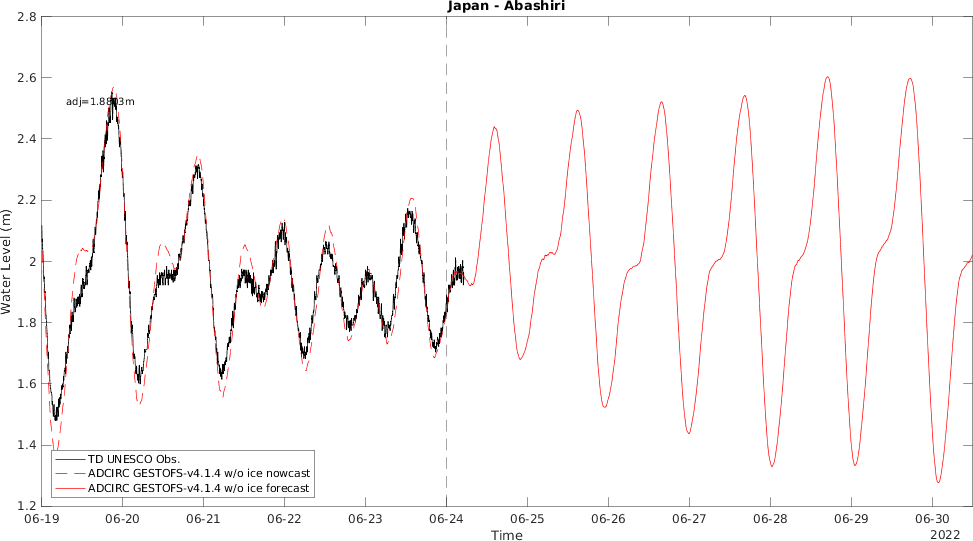 Japan - Abashiri
2.8
2.6
2.4
2.2
2
1.8
1.6
1.4
1.2
Water Level (m)
TD UNESCO Obs.
ADCIRC GESTOFS-v4.1.4 w/o ice nowcast
ADCIRC GESTOFS-v4.1.4 w/o ice forecast
06-19 06-20 06-21 06-22 06-23 06-24 06-25 06-26 06-27 06-28 06-29 06-30
Time
2022